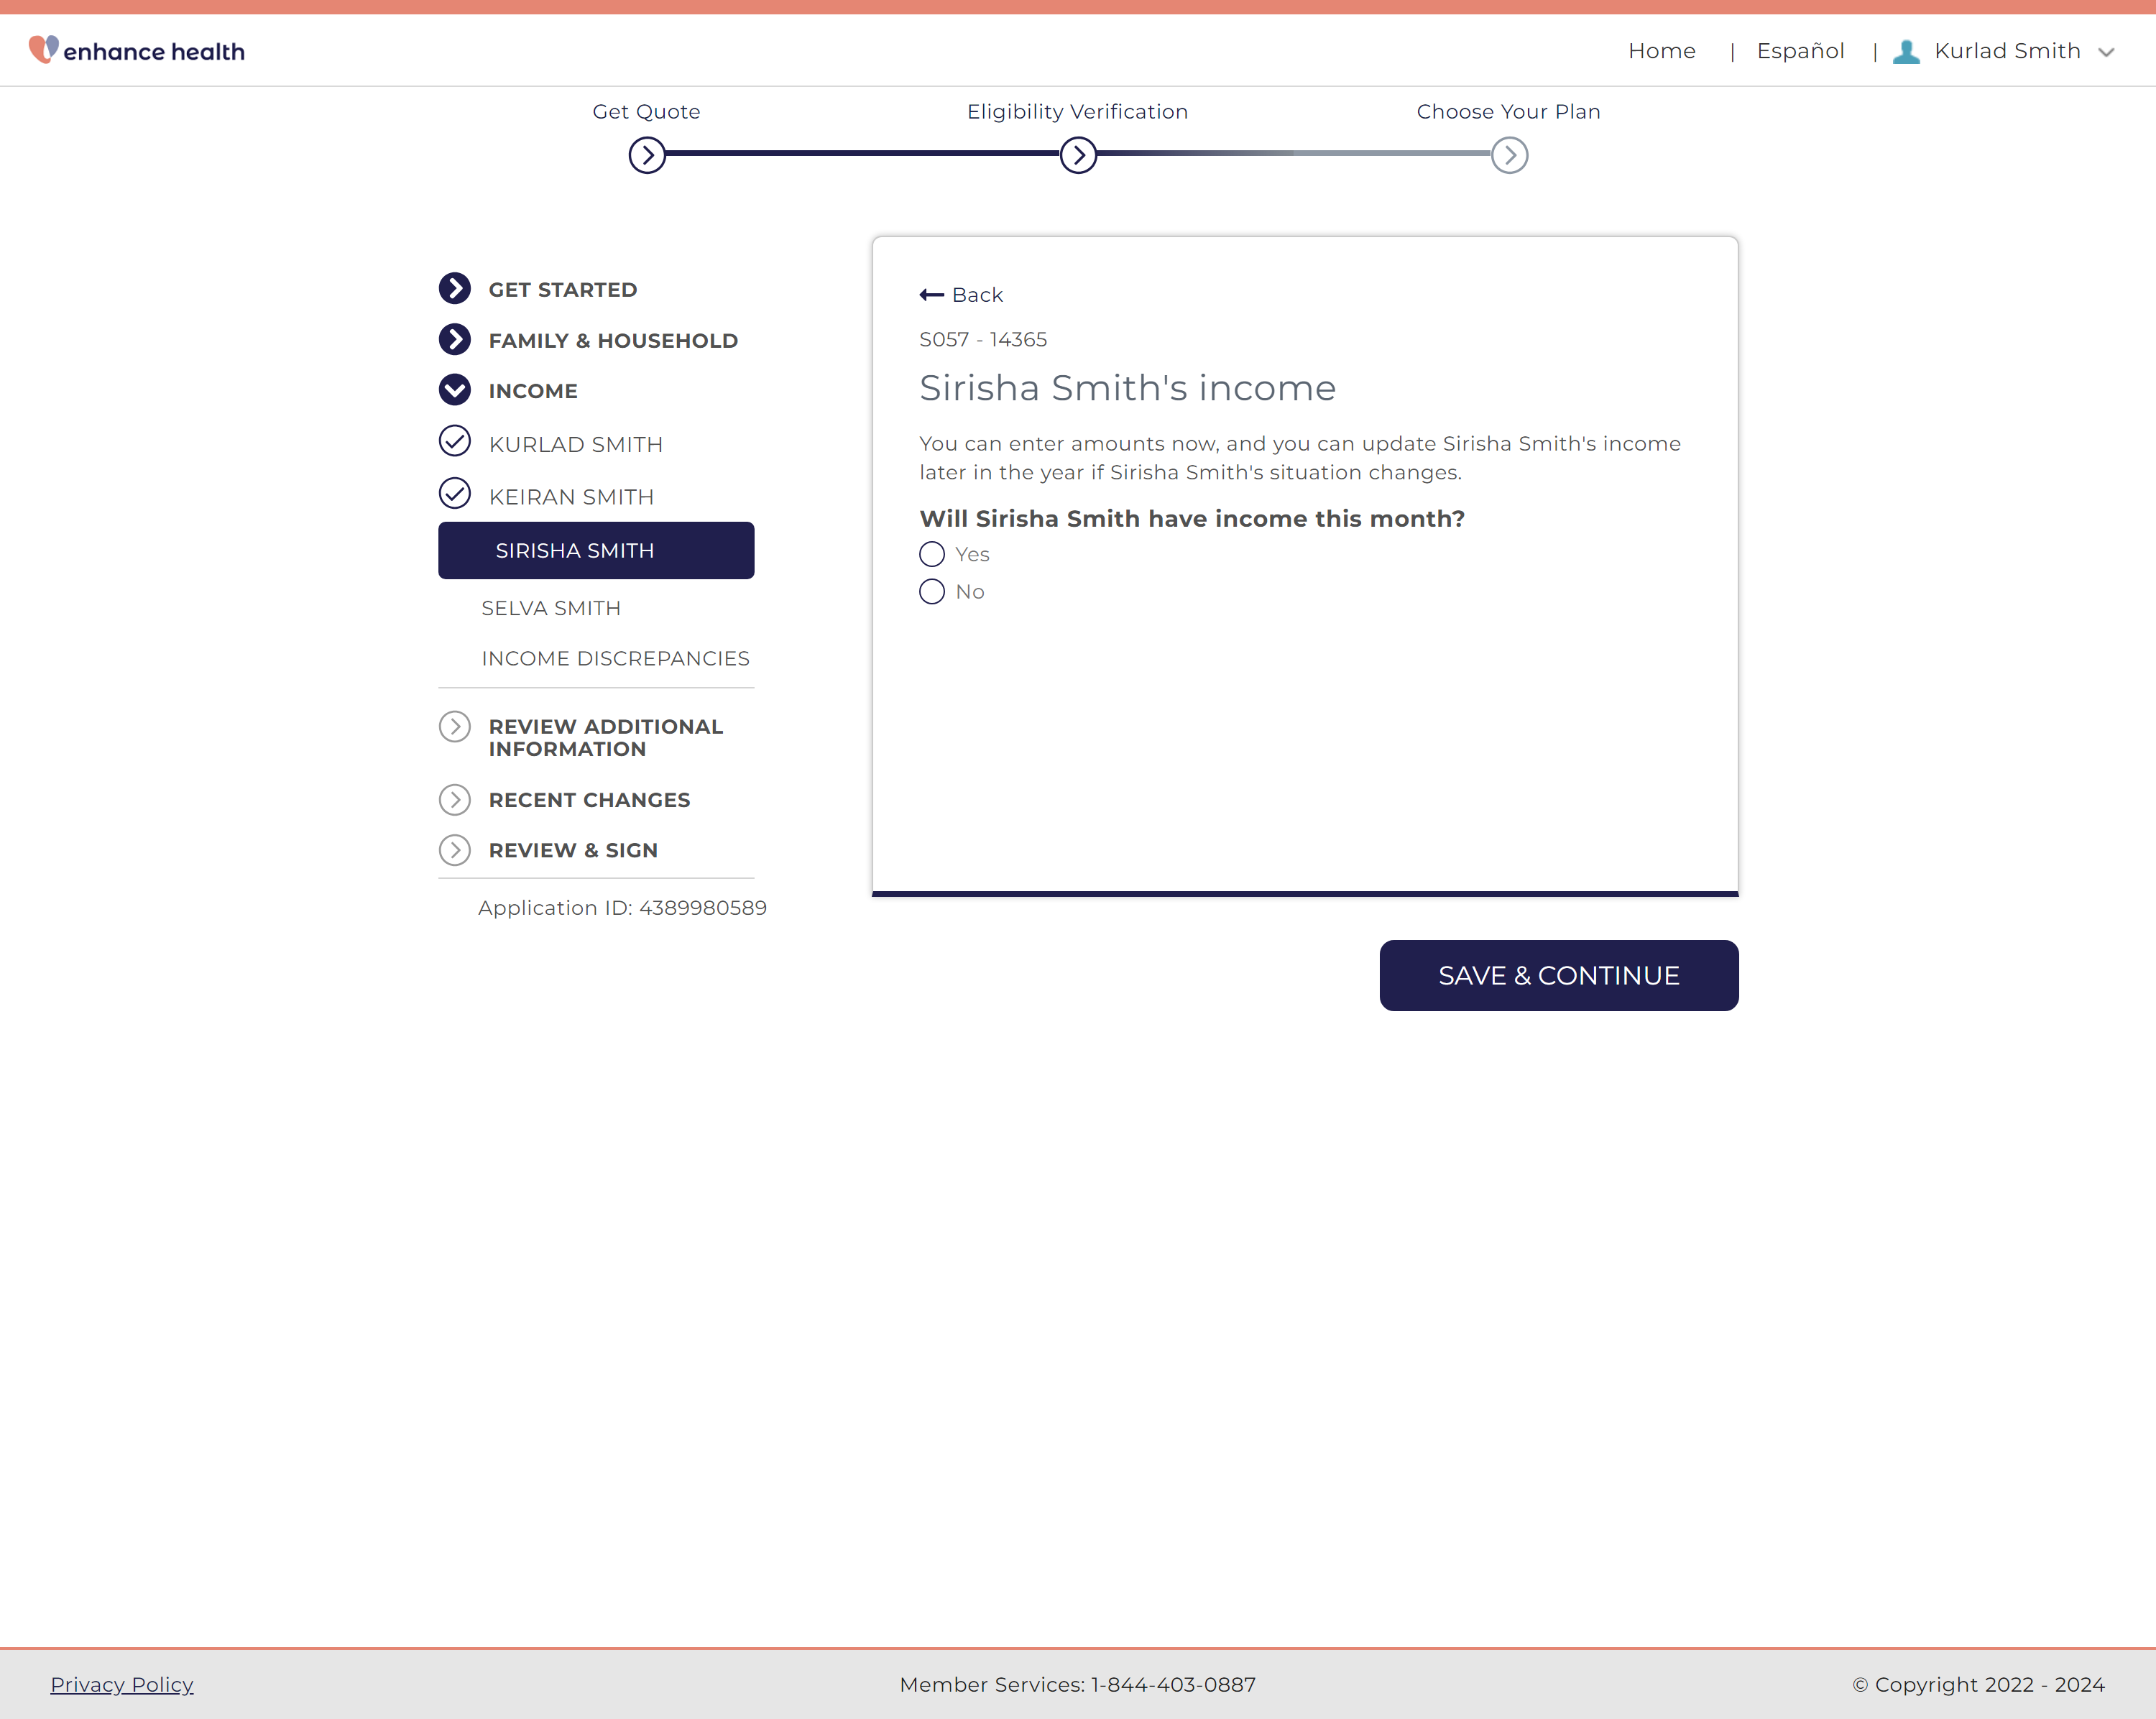 enhance health
Home | Español | Kurlad Smith
Get Quote
Eligibility Verification
Choose Your Plan
GET STARTED
FAMILY & HOUSEHOLD
INCOME
KURLAD SMITH
KEIRAN SMITH
SIRISHA SMITH
SELVA SMITH
INCOME DISCREPANCIES
REVIEW ADDITIONAL
INFORMATION
RECENT CHANGES
REVIEW & SIGN
Application ID: 4389980589
Back
S057 - 14365
Sirisha Smith's income
You can enter amounts now, and you can update Sirisha Smith's income
later in the year if Sirisha Smith's situation changes.
Will Sirisha Smith have income this month?
Yes
No
SAVE & CONTINUE
Privacy Policy
Member Services: 1-844-403-0887
© Copyright 2022 - 2024